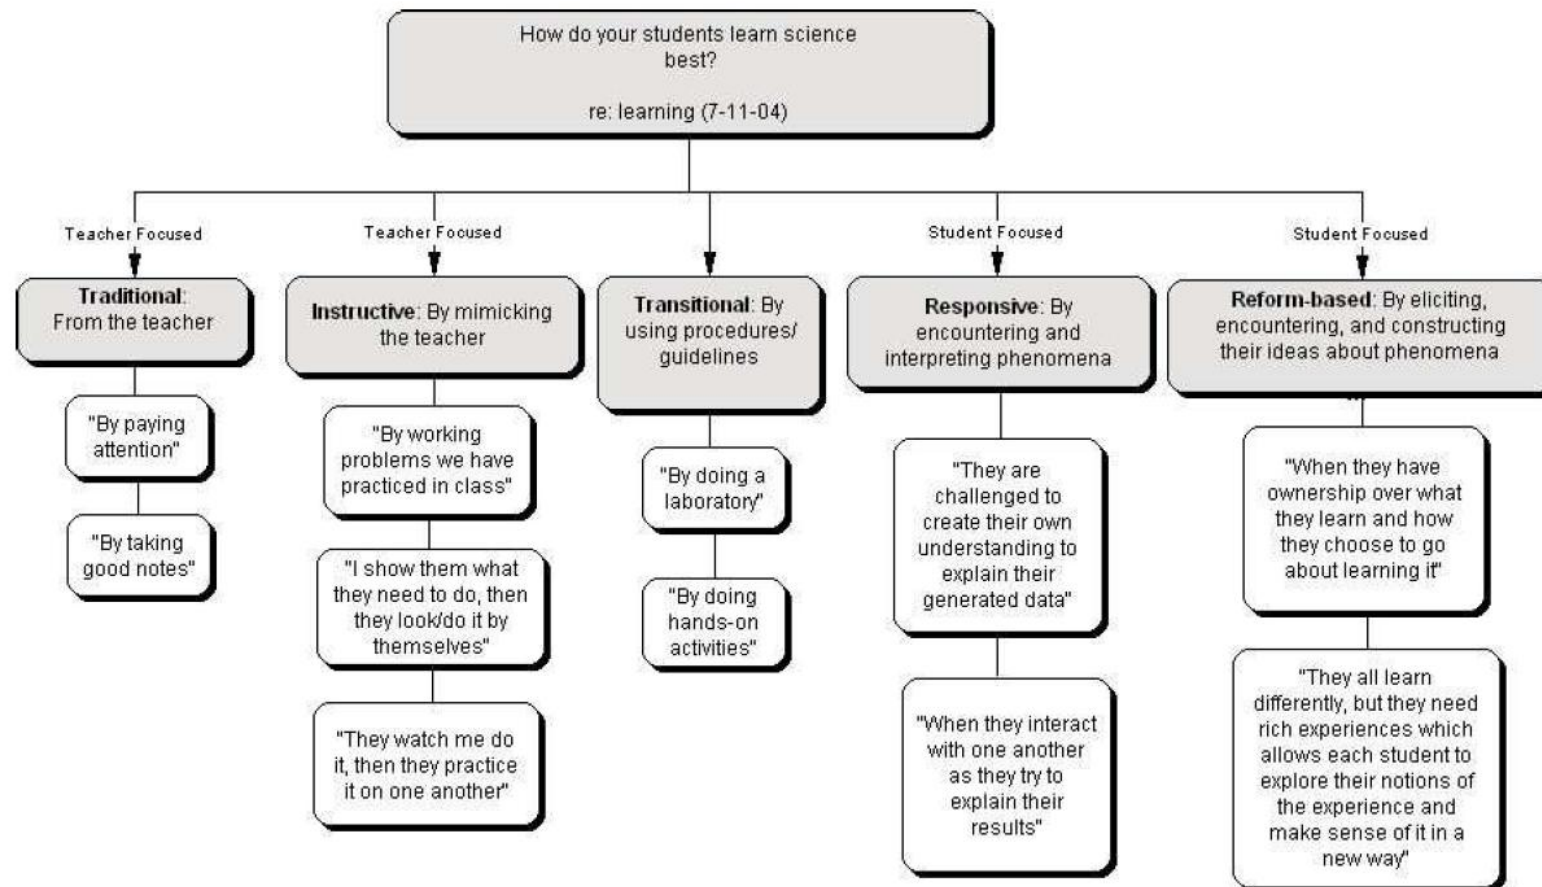 How do your students learn science
best?
re: learning (7-11-04)
Teacher Focused
Teacher Focused
Student Focused
Student Focused
Traditional:
From the teacher
"By paying
attention"
"By taking
good notes"
Instructive: By mimicking
the teacher
"By working
problems we have
practiced in class"
"I show them what
they need to do, then
they look/do it by
themselves"
"They watch me do
it, then they practice
it on one another"
Transitional: By
using procedures/
guidelines
"By doing a
laboratory"
"By doing
hands-on
activities"
Responsive: By
encountering and
interpreting phenomena
"They are
challenged to
create their own
understanding to
explain their
generated data"
"When they interact
with one another
as they try to
explain their
results"
Reform-based: By eliciting,
encountering, and constructing
their ideas about phenomena
"When they have
ownership over what
they learn and how
they choose to go
about learning it"
"They all learn
differently, but they need
rich experiences which
allows each student to
explore their notions of
the experience and
make sense of it in a
new way"